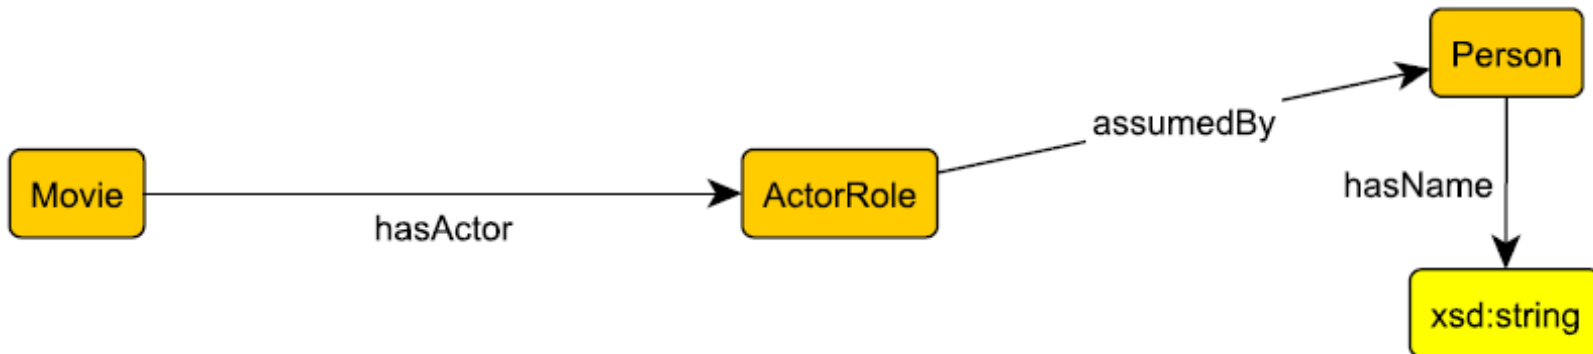 Person
assumedBy
Movie
hasActor
ActorRole
hasName
xsd:string